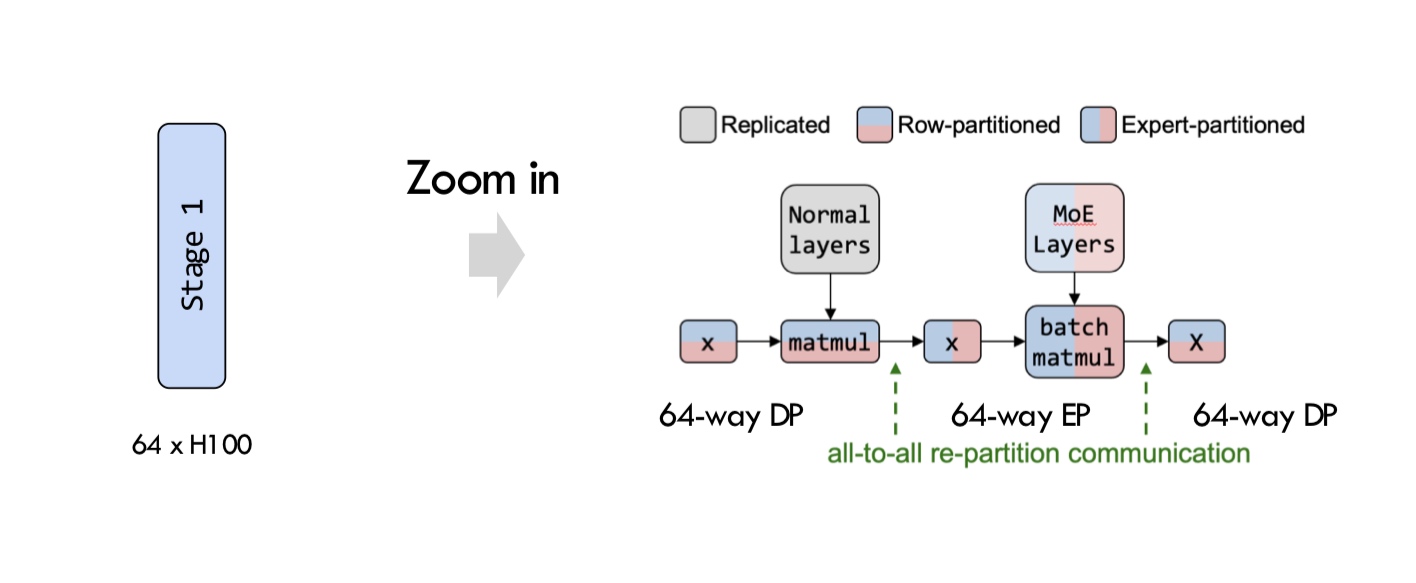 Stage 1
64 x H100
Zoom in
Replicated
Row-partitioned
Expert-partitioned
Normal
layers
MoE
Layers
x
matmul
x
batch
matmul
X
64-way DP
64-way EP
64-way DP
all-to-all re-partition communication